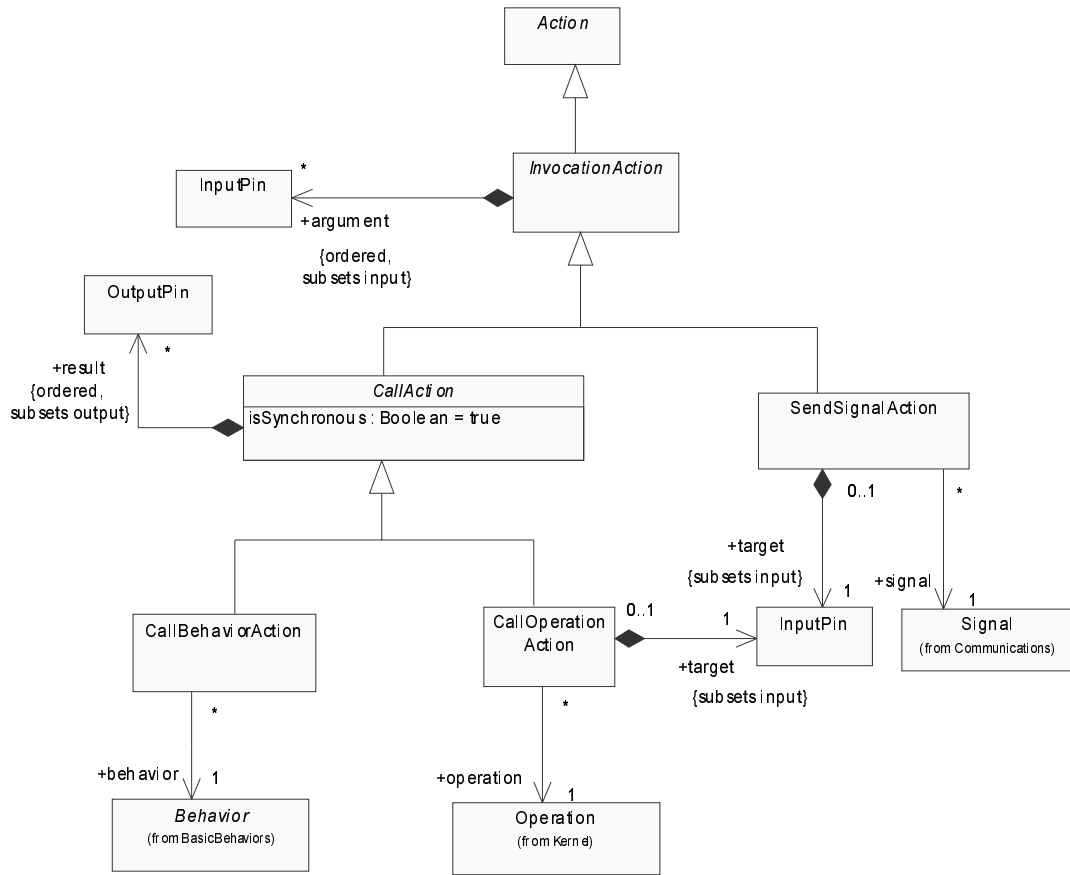 Action
InvocationAction
*
InputPin
+argument
{ordered,
subsets input}
OutputPin
*
+result
{ordered,
subsets output}
CallAction
isSynchronous : Boolean = true
SendSignalAction
0..1
*
+target
{subsets input}
+signal
1
1
CallBehaviorAction
CallOperation
Action
0..1
1
InputPin
Signal
(from Communications)
+target
{subsets input}
*
*
+behavior
1
+operation
1
Behavior
(from BasicBehaviors)
Operation
(from Kernel)